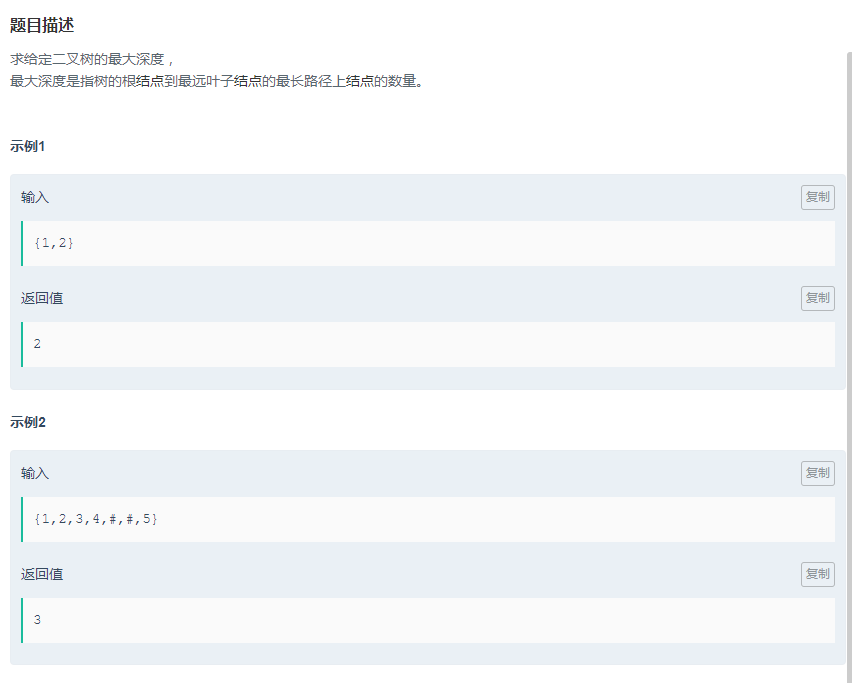 题目描述
求给定二叉树的最大深度，
最大深度是指树的根结点到最远叶子结点的最长路径上结点的数量。
示例1
输入
复制
{1,2}
返回值
复制
2
示例2
输入
复制
{1,2,3,4,#,#,5}
返回值
复制
3